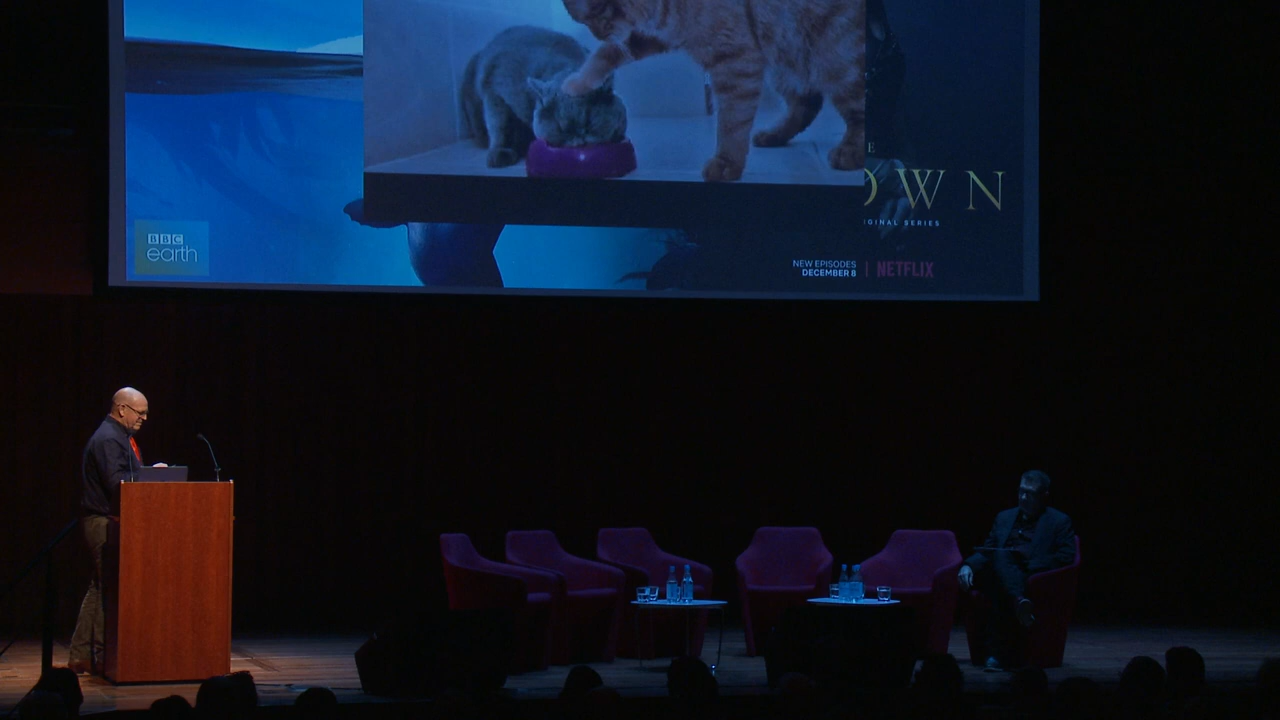 BBC
earth
OWN
ORIGINAL SERIES
NEW EPISODES
DECEMBER 8
NETFLIX